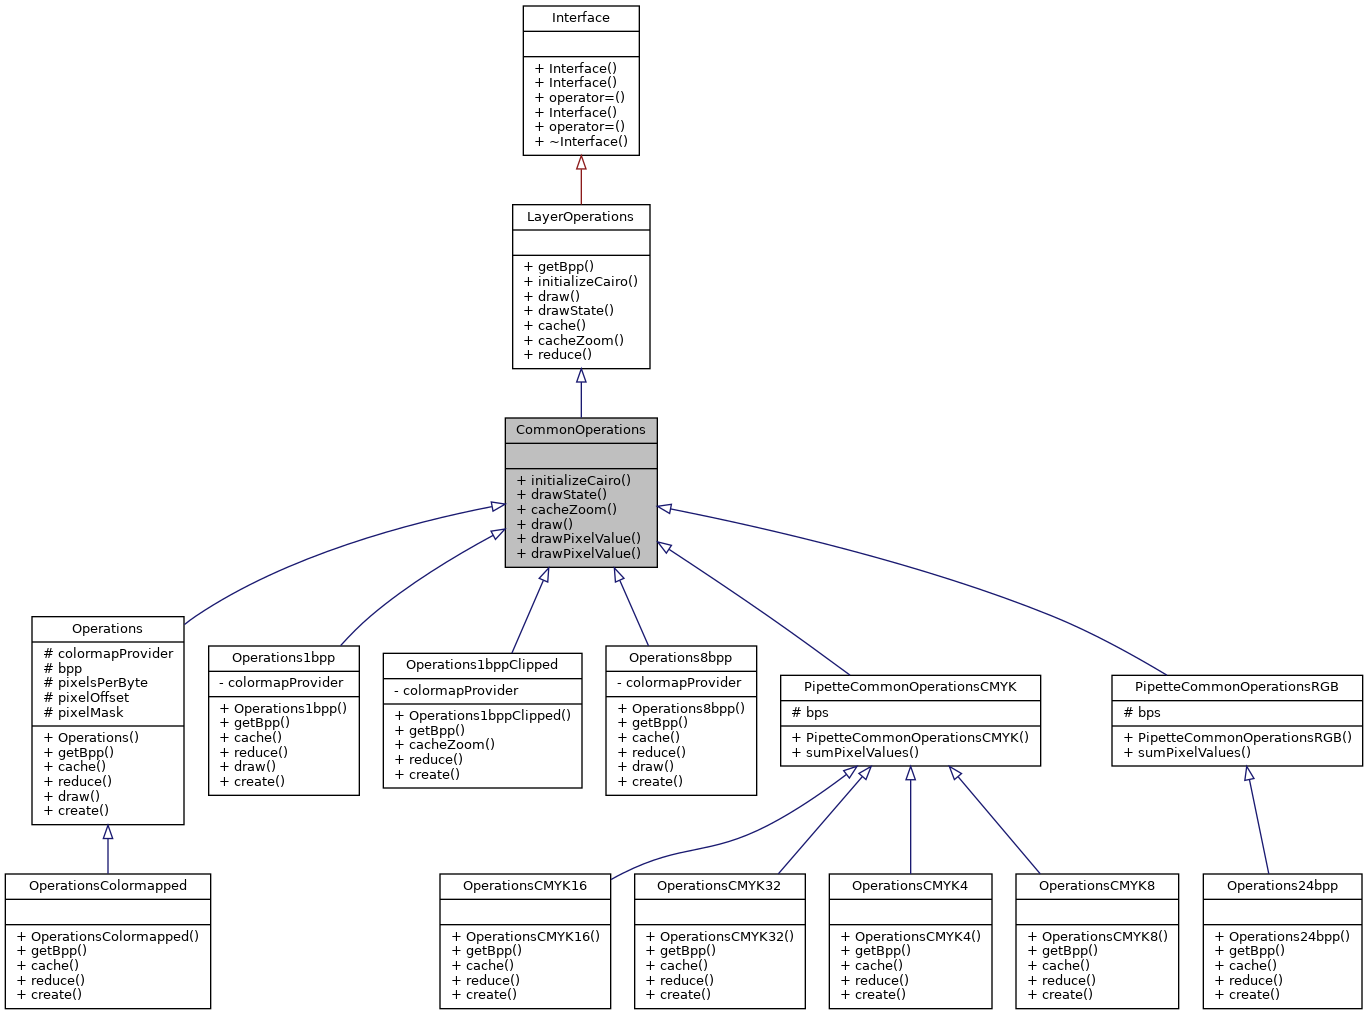 Interface
+ Interface()
+ Interface()
+ operator=()
+ Interface()
+ operator=()
+ ~Interface()
LayerOperations
+ getBpp()
+ initializeCairo()
+ draw()
+ drawState()
+ cache()
+ cacheZoom()
+ reduce()
CommonOperations
+ initializeCairo()
+ drawState()
+ cacheZoom()
+ draw()
+ drawPixelValue()
+ drawPixelValue()
Operations
# colormapProvider
# bpp
# pixelsPerByte
# pixelOffset
# pixelMask
+ Operations()
+ getBpp()
+ cache()
+ reduce()
+ draw()
+ create()
Operations1bpp
- colormapProvider
+ Operations1bpp()
+ getBpp()
+ cache()
+ reduce()
+ draw()
+ create()
Operations1bppClipped
- colormapProvider
+ Operations1bppClipped()
+ getBpp()
+ cacheZoom()
+ reduce()
+ create()
Operations8bpp
- colormapProvider
+ Operations8bpp()
+ getBpp()
+ cache()
+ reduce()
+ draw()
+ create()
PipetteCommonOperationsCMYK
# bps
+ PipetteCommonOperationsCMYK()
+ sumPixelValues()
PipetteCommonOperationsRGB
# bps
+ PipetteCommonOperationsRGB()
+ sumPixelValues()
OperationsColormapped
+ OperationsColormapped()
+ getBpp()
+ cache()
+ reduce()
+ create()
OperationsCMYK16
+ OperationsCMYK16()
+ getBpp()
+ cache()
+ reduce()
+ create()
OperationsCMYK32
+ OperationsCMYK32()
+ getBpp()
+ cache()
+ reduce()
+ create()
OperationsCMYK4
+ OperationsCMYK4()
+ getBpp()
+ cache()
+ reduce()
+ create()
OperationsCMYK8
+ OperationsCMYK8()
+ getBpp()
+ cache()
+ reduce()
+ create()
Operations24bpp
+ Operations24bpp()
+ getBpp()
+ cache()
+ reduce()
+ create()